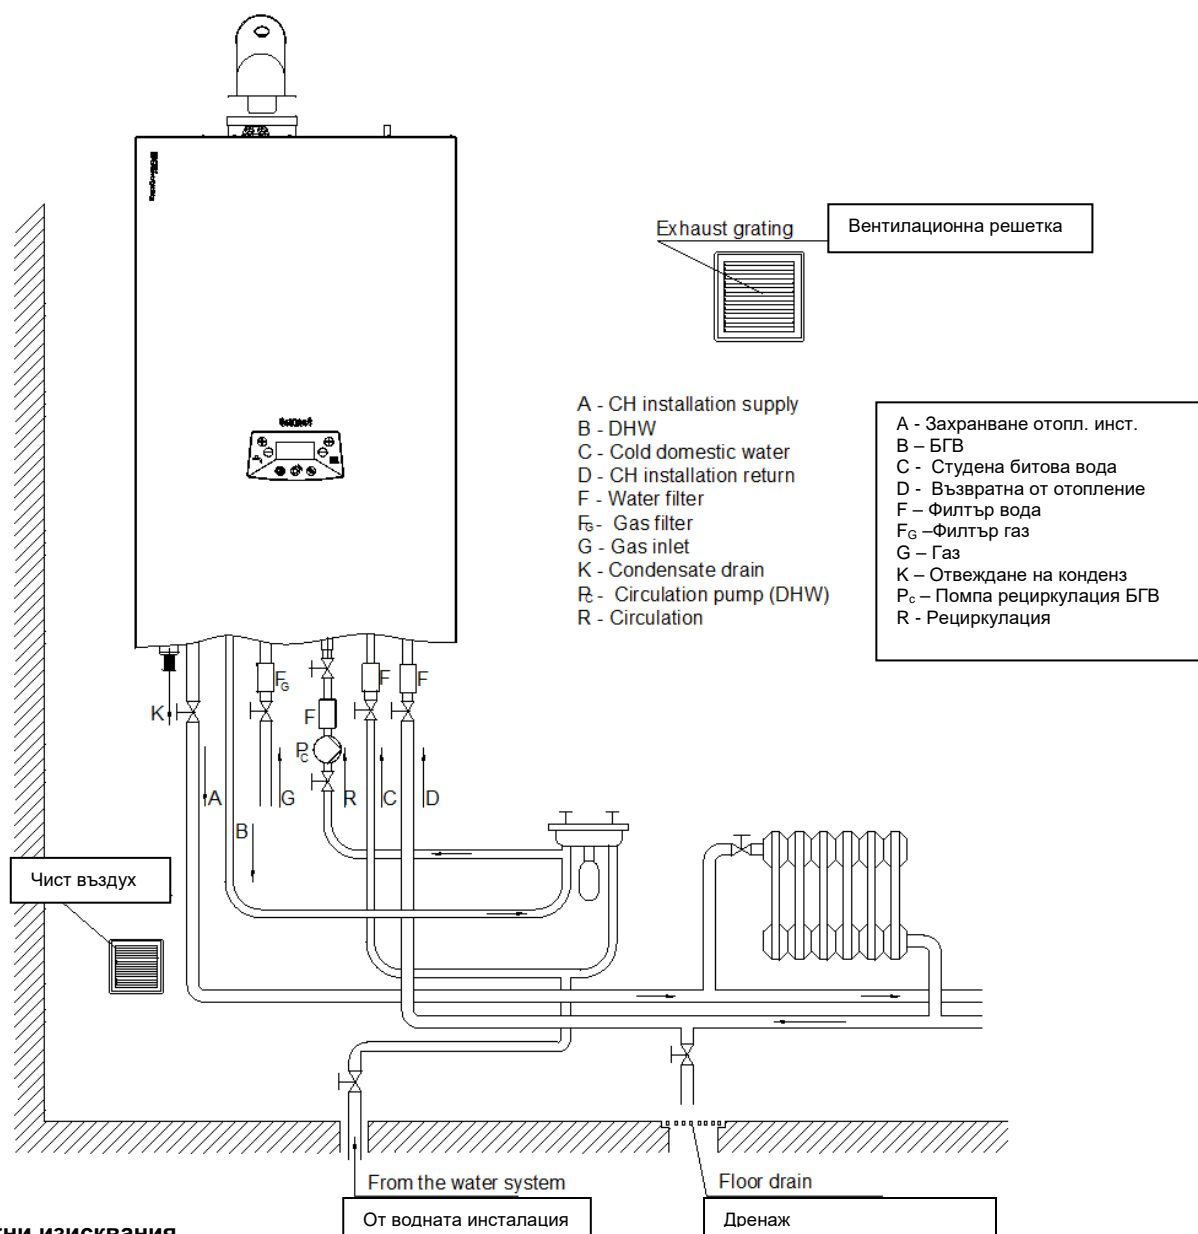 Exhaust grating
Вентилационна решетка
A - CH installation supply
B - DHW
C - Cold domestic water
D - CH installation return
F - Water filter
FG - Gas filter
G - Gas inlet
K - Condensate drain
PC - Circulation pump (DHW)
R - Circulation
A - Захранване отопл. инст.
B – БГВ
C - Студена битова вода
D - Възвратна от отопление
F – Филтър вода
FG –Филтър газ
G – Газ
K – Отвеждане на конденз
Pc – Помпа рециркулация БГВ
R - Рециркулация
FG
F
F
K
F
PC
A
G
R
C
D
B
Чист въздух
From the water system
Floor drain
От водната инсталация
Дренаж
изисквания